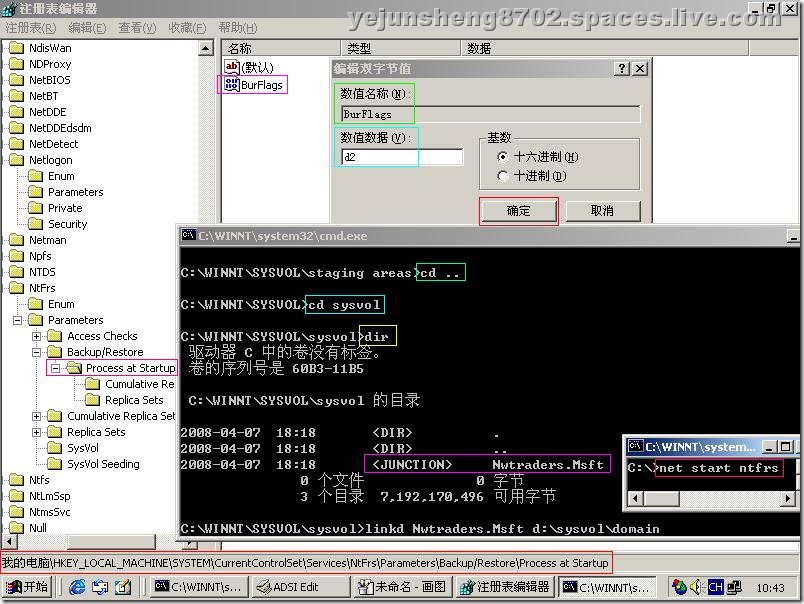 注册表编辑器
yejunsheng8702.spaces.live.com
注册表(R) 编辑(E) 查看(V) 收藏(F) 帮助(H)
NdisWan
NDProxy
NetBIOS
NetBT
NetDDE
NetDDEdsdm
NetDetect
Netlogon
Enum
Parameters
Private
Security
Netman
Npfs
NTDS
NtFrs
Enum
Parameters
Access Checks
Backup/Restore
Process at Startup
Cumulative Re
Replica Sets
Cumulative Replica Set
Replica Sets
SysVol
SysVol Seeding
Ntfs
NtLmSsp
NtmsSvc
Null
名称 类型 数据
(默认)
BurFlags
编辑双字节值
数值名称(N):
BurFlags
数值数据(V):
d2
基数
十六进制(H)
十进制(D)
确定 取消
C:\WINNT\system32\cmd.exe
C:\WINNT\SYSVOL\staging areas>cd ..
C:\WINNT\SYSVOL>cd sysvol
C:\WINNT\SYSVOL\sysvol>dir
驱动器 C 中的卷没有标签。
卷的序列号是 60B3-11B5
C:\WINNT\SYSVOL\sysvol 的目录
2008-04-07 18:18 <DIR> .
2008-04-07 18:18 <DIR> ..
2008-04-07 18:18 <JUNCTION> Nwtraders.Msft
0 个文件 0 字节
3 个目录 7,192,170,496 可用字节
C:\WINNT\SYSVOL\sysvol>linkd Nwtraders.Msft d:\sysvol\domain
C:\WINNT\system...
C:\>net start ntfrs
我的电脑\HKEY_LOCAL_MACHINE\SYSTEM\CurrentControlSet\Services\NtFrs\Parameters\Backup/Restore\Process at Startup
开始 C:\WINNT\s... ADSI Edit 未命名 - 画图 注册表编辑器 C:\WINNT\s... CH 10:43